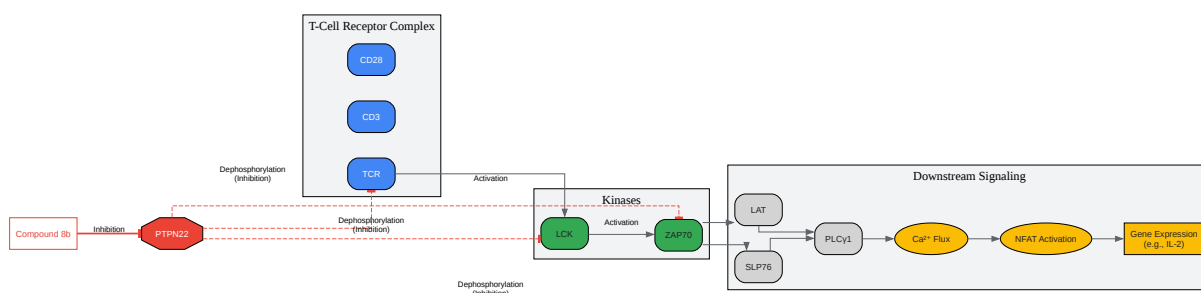 T-Cell Receptor Complex
CD28
CD3
TCR
Dephosphorylation
(Inhibition)
Activation
Compound 8b
Inhibition
PTPN22
Dephosphorylation
(Inhibition)
Dephosphorylation
(Inhibition)
Kinases
LCK
Activation
ZAP70
Downstream Signaling
LAT
SLP76
PLCγ1
Ca²⁺ Flux
NFAT Activation
Gene Expression
(e.g., IL-2)